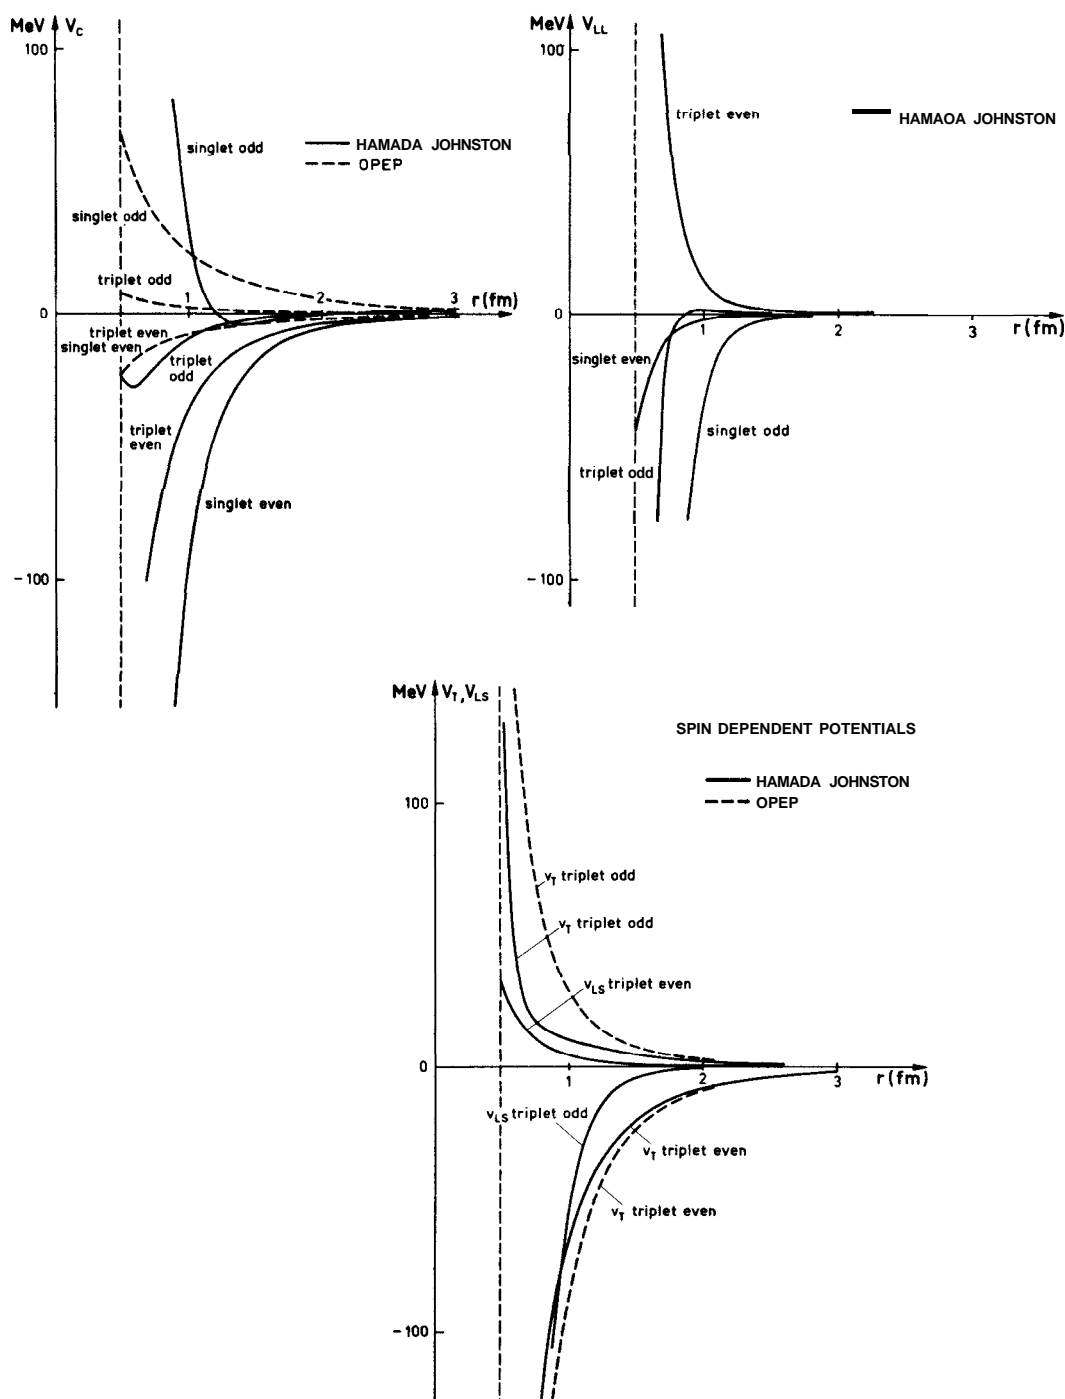 MeV V_C
100
singlet odd
HAMADA JOHNSTON
OPEP
singlet odd
triplet odd
1
2
3
r(fm)
0
triplet even
singlet even
triplet
odd
triplet
even
singlet even
-100
MeV V_LL
100
triplet even
HAMAOA JOHNSTON
0
1
2
3
r(fm)
singlet even
singlet odd
triplet odd
-100
MeV V_T, V_LS
SPIN DEPENDENT POTENTIALS
HAMADA JOHNSTON
OPEP
100
v_T triplet odd
v_T triplet odd
v_LS triplet even
0
1
2
3
r(fm)
v_LS triplet odd
v_T triplet even
v_T triplet even
-100